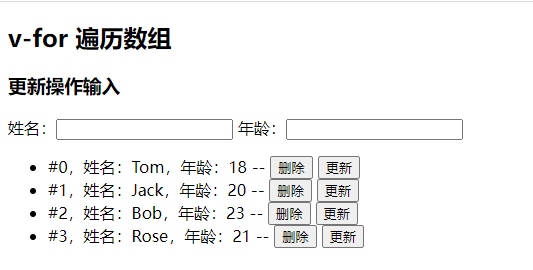 v-for 遍历数组
更新操作输入
姓名： 年龄：
#0，姓名：Tom，年龄：18 -- 删除 更新
#1，姓名：Jack，年龄：20 -- 删除 更新
#2，姓名：Bob，年龄：23 -- 删除 更新
#3，姓名：Rose，年龄：21 -- 删除 更新